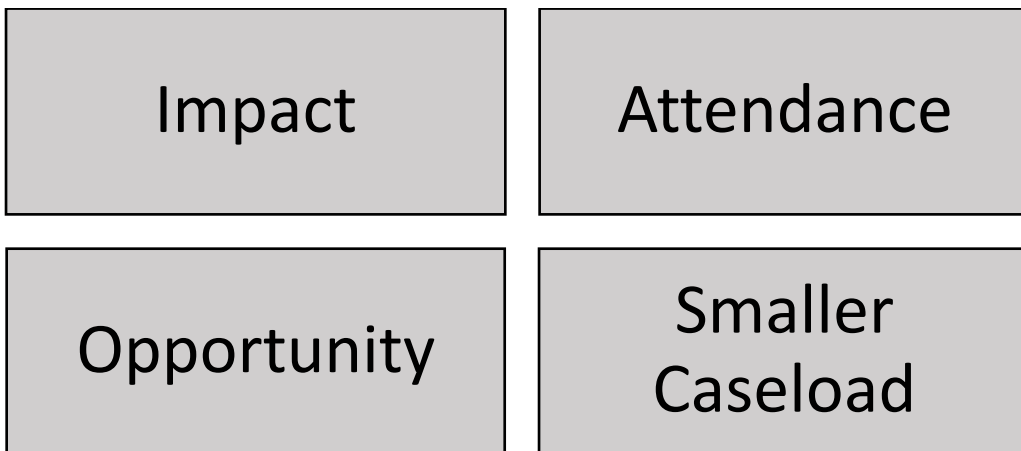 Impact
Attendance
Opportunity
Smaller
Caseload